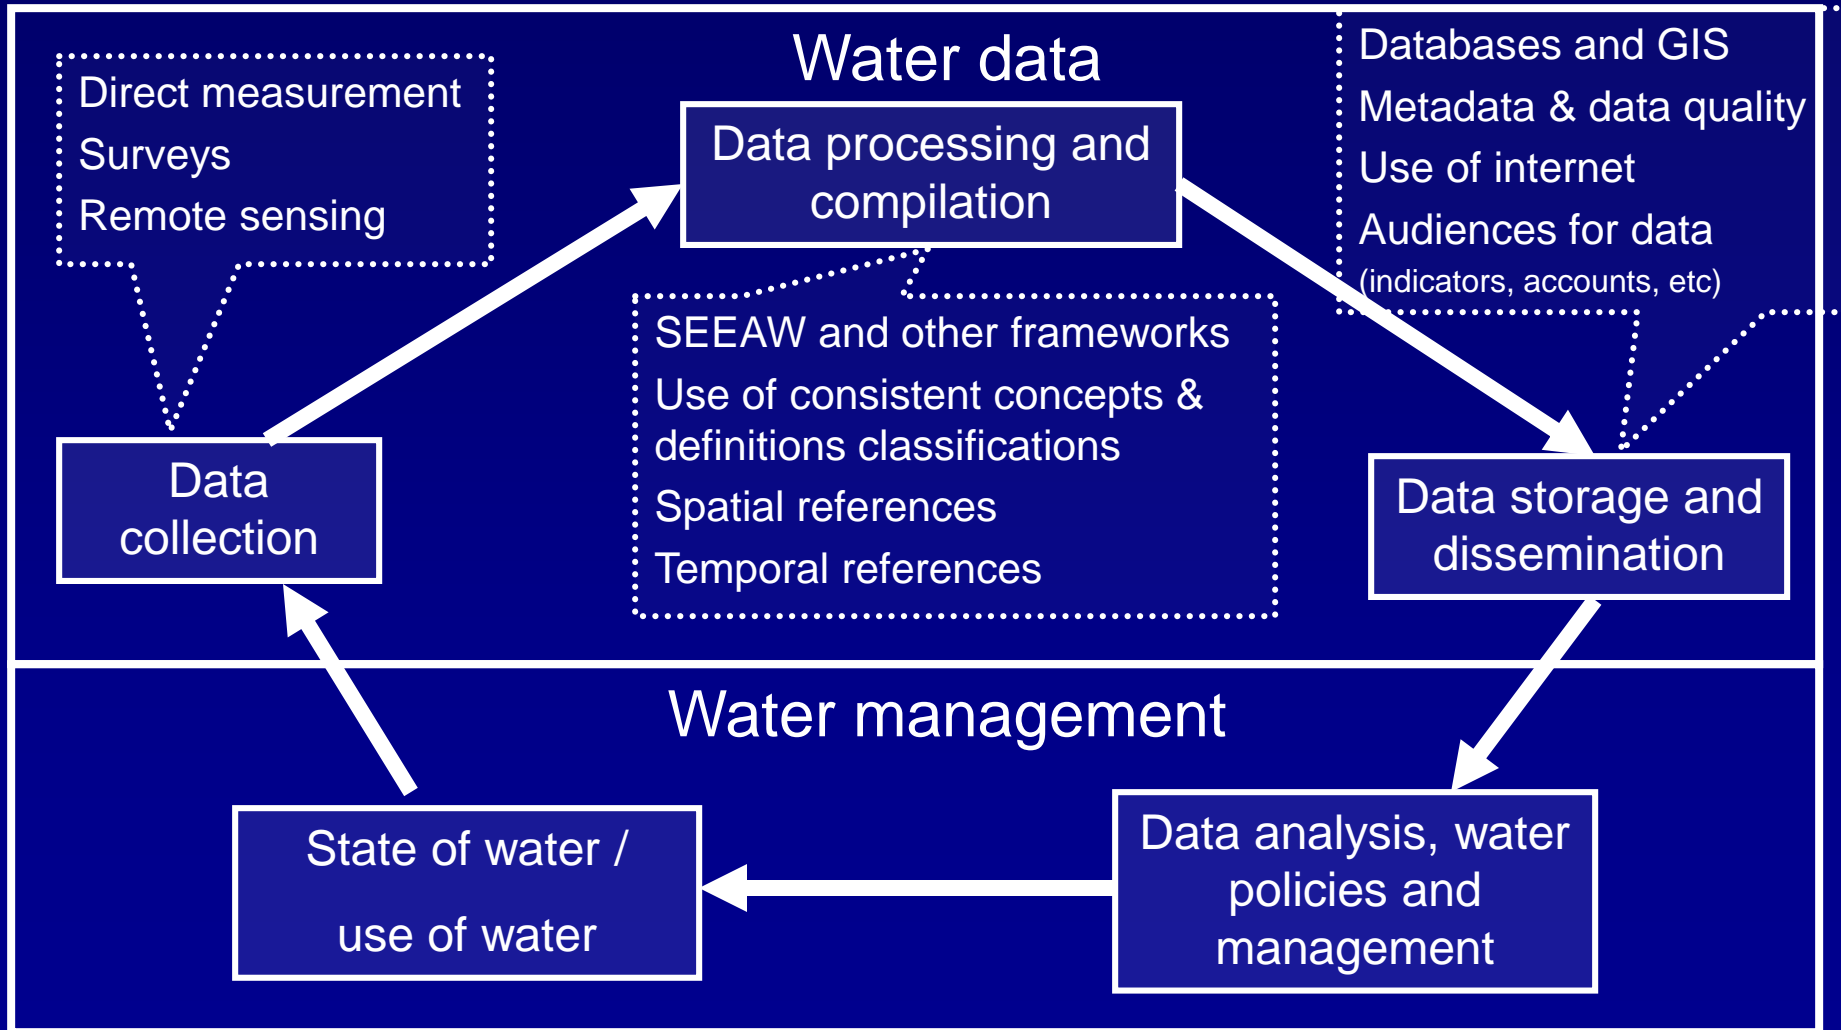 Water data
Direct measurement
Surveys
Remote sensing
Data processing and
compilation
Databases and GIS
Metadata & data quality
Use of internet
Audiences for data
(indicators, accounts, etc)
SEEAW and other frameworks
Use of consistent concepts &
definitions classifications
Spatial references
Temporal references
Data
collection
Data storage and
dissemination
Water management
State of water /
use of water
Data analysis, water
policies and
management